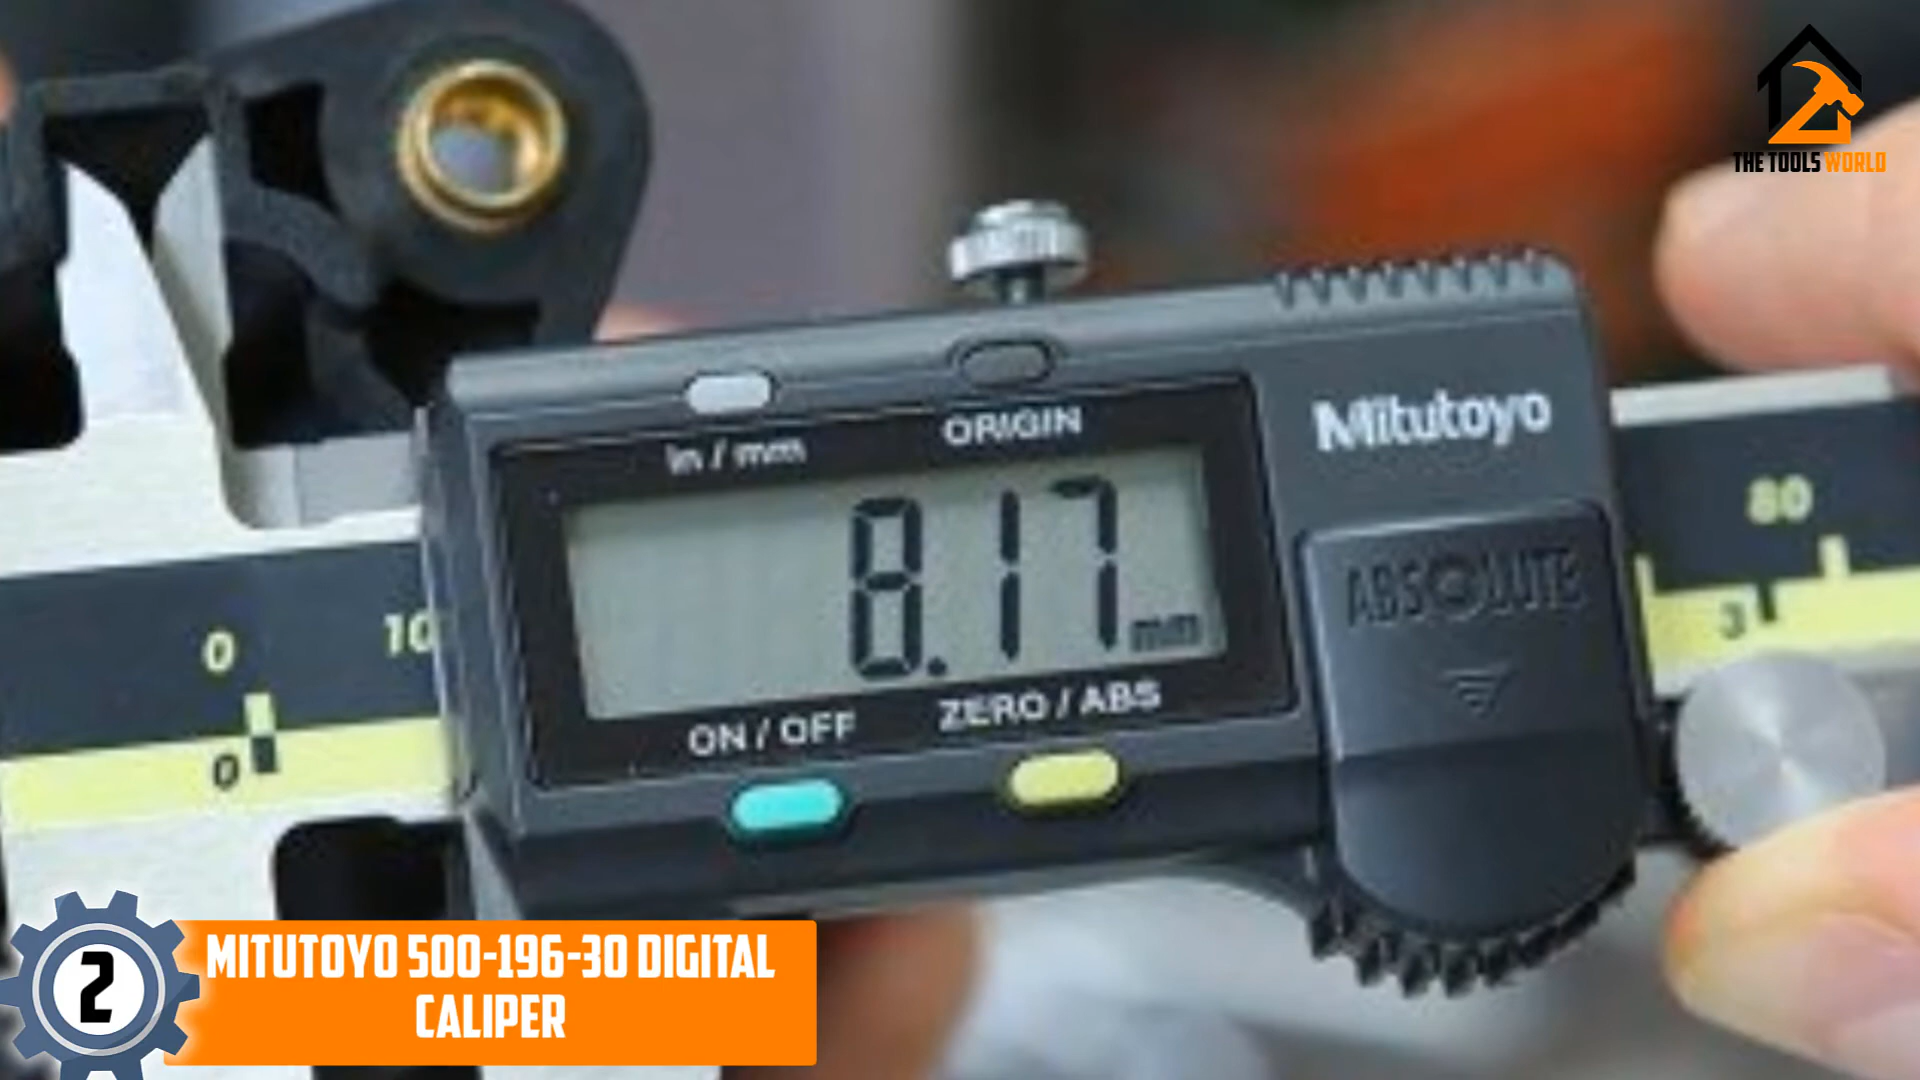 THE TOOLS WORLD
Mitutoyo
in / mm
ORIGIN
8.17 mm
ON / OFF
ZERO / ABS
ABSOLUTE
0
10
0
80
3
2
MITUTOYO 500-196-30 DIGITAL
CALIPER